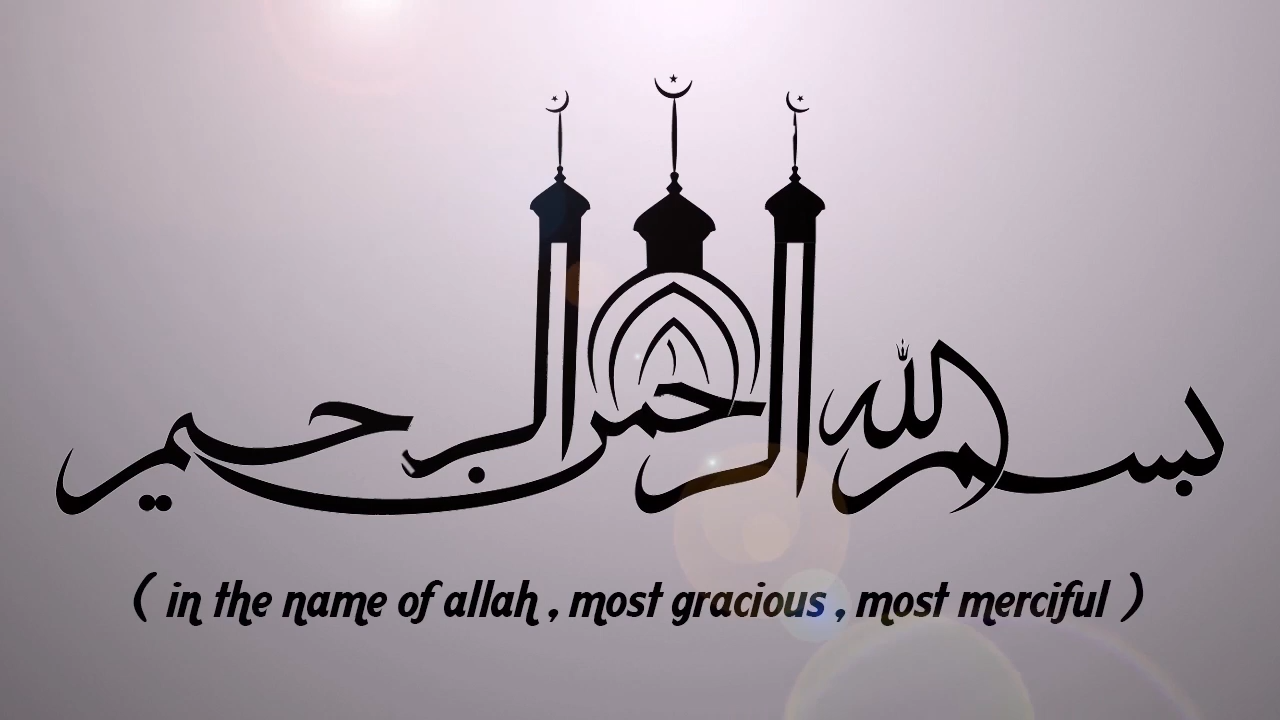 بسم الله الرحمن الرحيم
( in the name of allah , most gracious , most merciful )